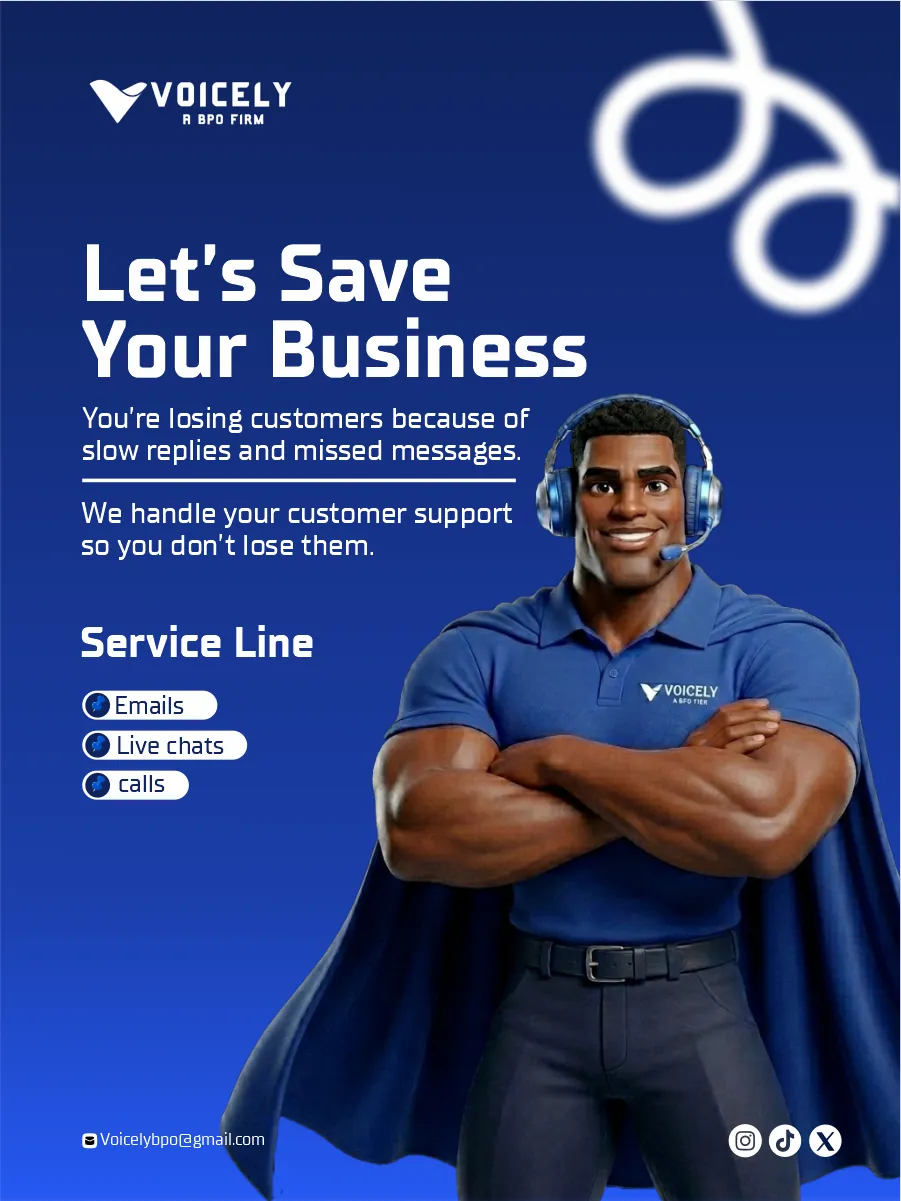 VOICELY
A BPO FIRM
Let's Save
Your Business
You're losing customers because of
slow replies and missed messages.
We handle your customer support
so you don't lose them.
Service Line
Emails
Live chats
calls
VOICELY
A BFO TIER
Voicelybpo@gmail.com